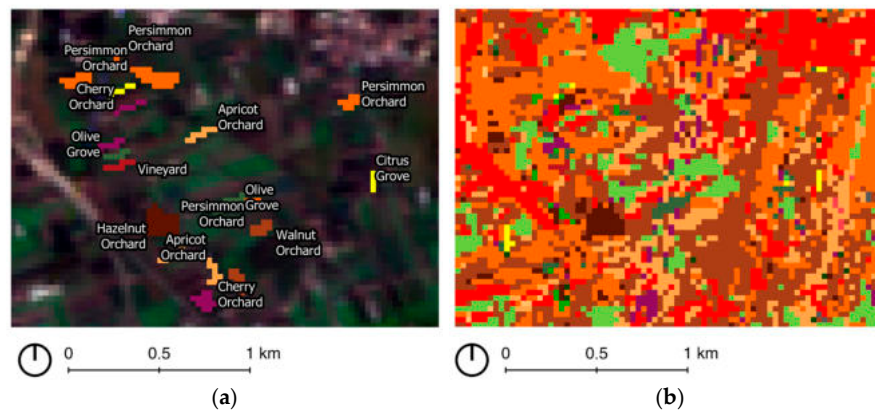 Persimmon
Orchard
Persimmon
Orchard
Cherry
Orchard
Persimmon
Orchard
Apricot
Orchard
Olive
Grove
Vineyard
Citrus
Grove
Olive
Grove
Persimmon
Orchard
Hazelnut
Orchard
Walnut
Orchard
Apricot
Orchard
Cherry
Orchard
0 0.5 1 km
0 0.5 1 km
(a) (b)